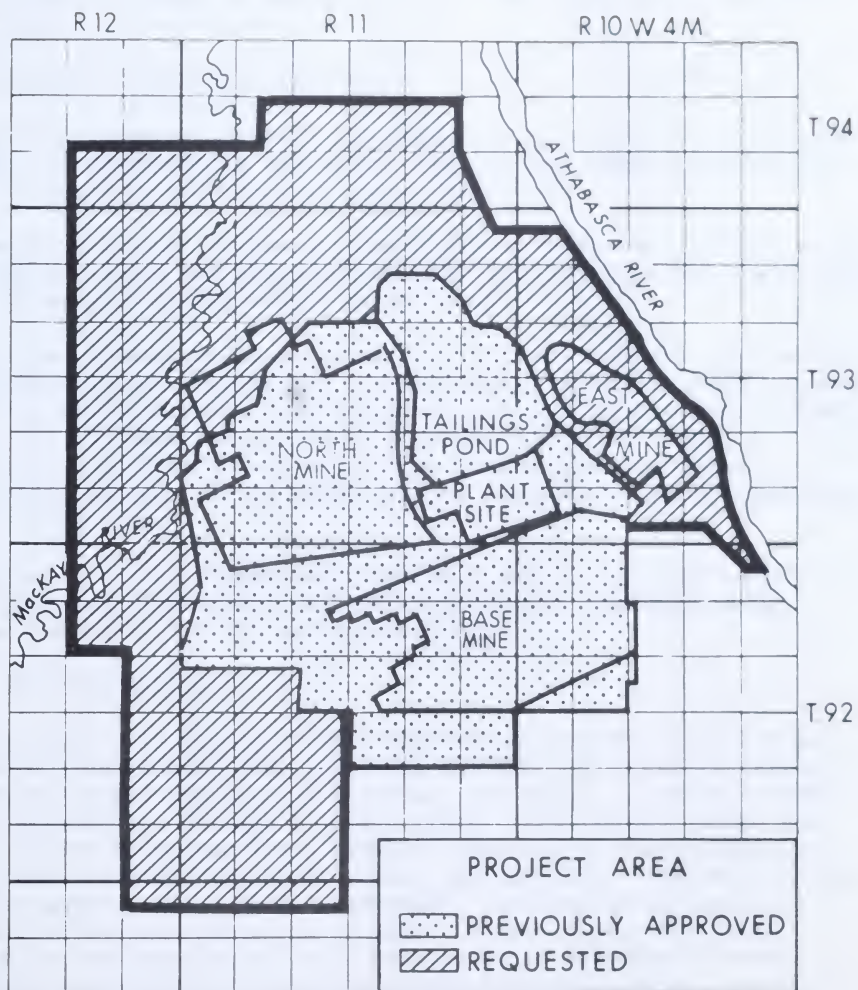 R 12 R 11 R 10 W 4 M
T 94
ATHABASCA RIVER
T 93
EAST
MINE
TAILINGS
POND
NORTH
MINE
PLANT
SITE
MACKAY RIVER
BASE
MINE
T 92
PROJECT AREA
PREVIOUSLY APPROVED
REQUESTED